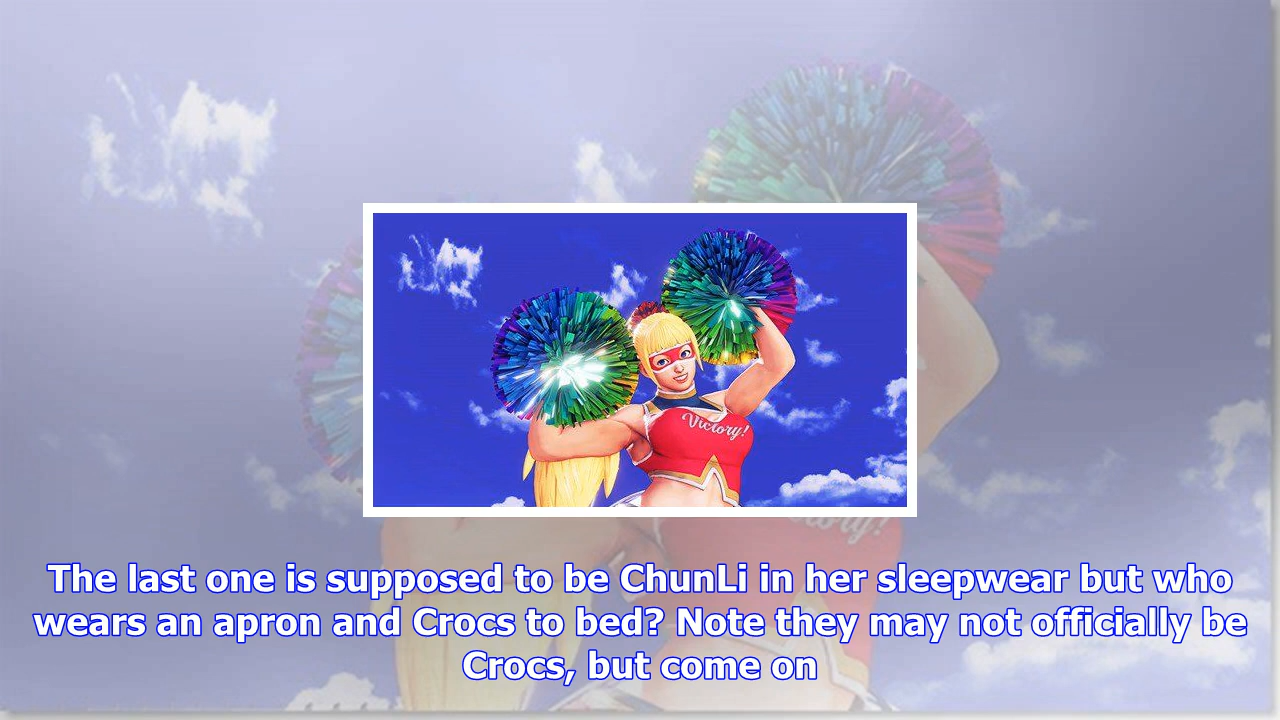 Victory!
The last one is supposed to be ChunLi in her sleepwear but who
wears an apron and Crocs to bed? Note they may not officially be
Crocs, but come on